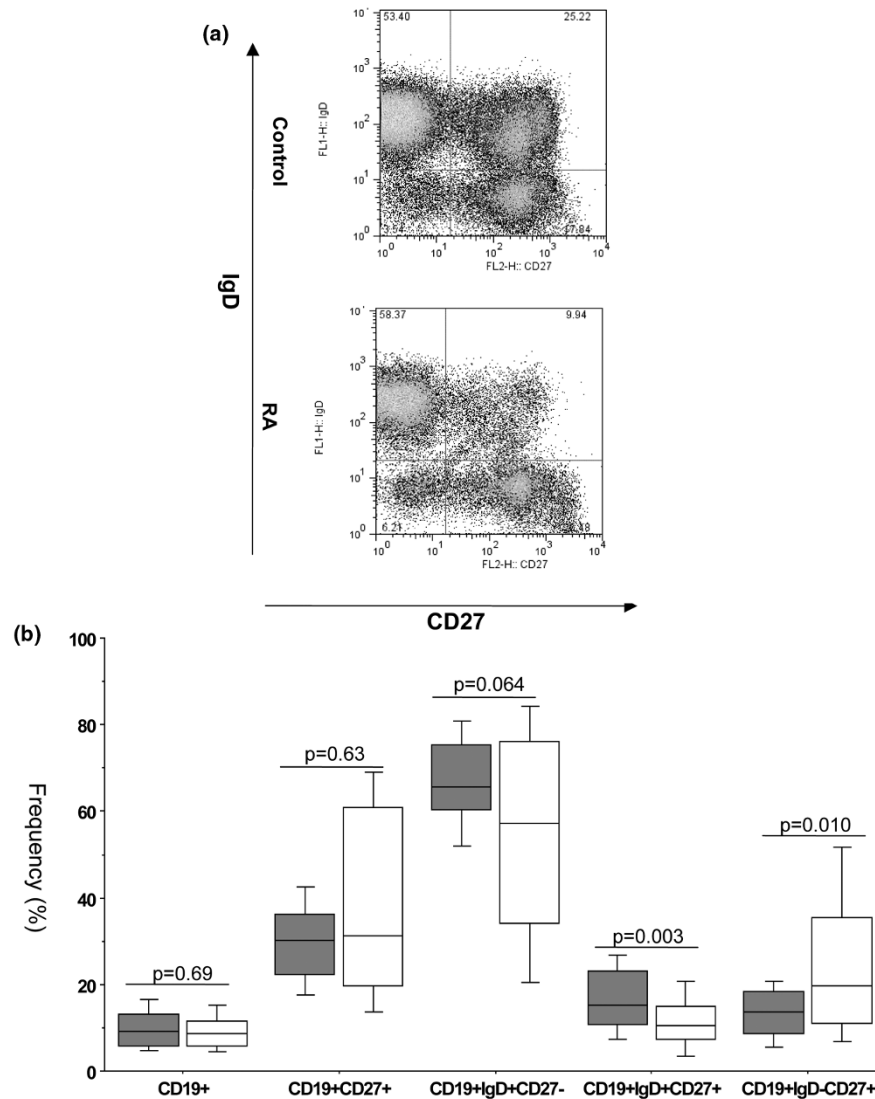 (a)
53.40 25.22
10³
10²
10¹
10⁰
FL1-H:: IgD
17.84
10⁰ 10¹ 10² 10³ 10⁴
FL2-H:: CD27
Control
IgD
RA
58.37 9.94
10³
10²
10¹
FL1-H:: IgD
6.21
10⁰ 10¹ 10² 10³ 10⁴
FL2-H:: CD27
CD27
(b)
Frequency (%)
100
80
60
40
20
0
p=0.69
p=0.63
p=0.064
p=0.003
p=0.010
CD19+ CD19+CD27+ CD19+IgD+CD27- CD19+IgD+CD27+ CD19+IgD-CD27+